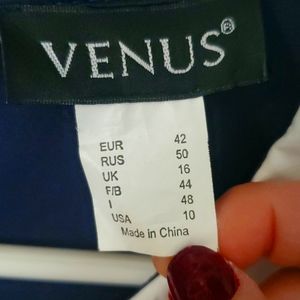 VENUS®
EUR 42
RUS 50
UK 16
F/B 44
I 48
USA 10
Made in China